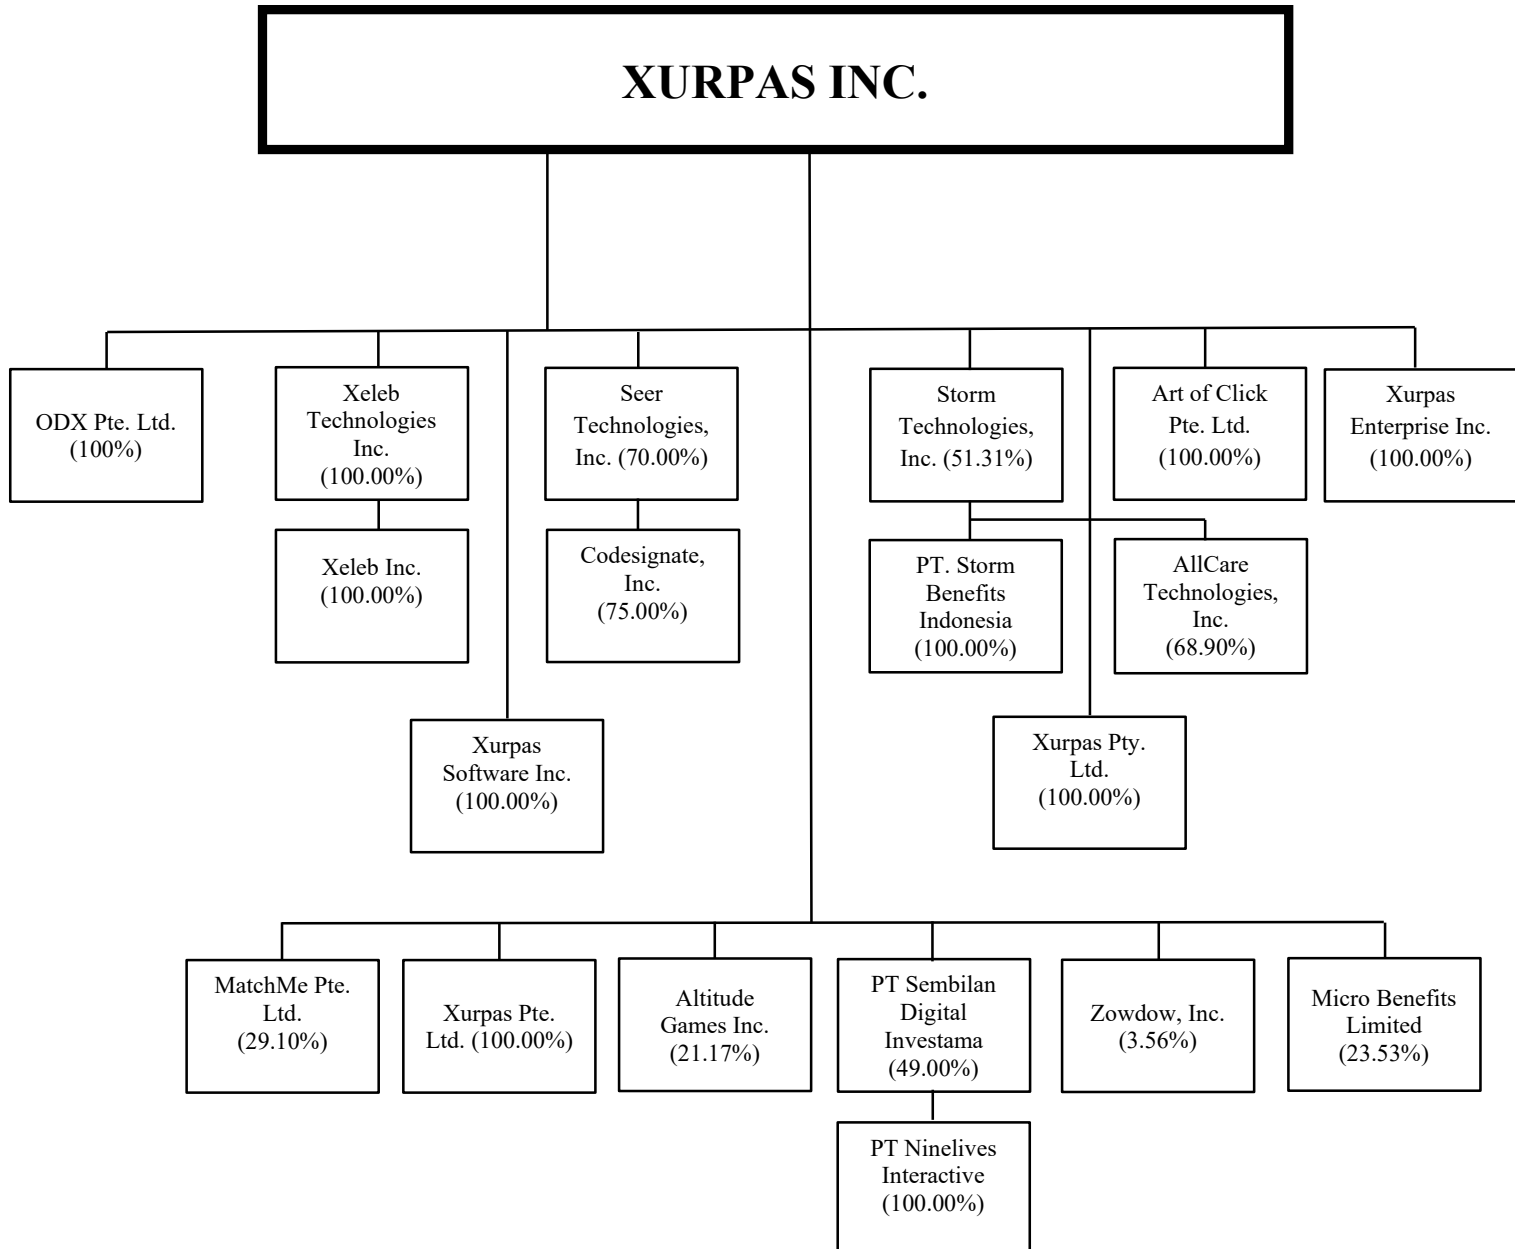 XURPAS INC.
ODX Pte. Ltd.
(100%)
Xeleb
Technologies
Inc.
(100.00%)
Seer
Technologies,
Inc. (70.00%)
Storm
Technologies,
Inc. (51.31%)
Art of Click
Pte. Ltd.
(100.00%)
Xurpas
Enterprise Inc.
(100.00%)
Xeleb Inc.
(100.00%)
Codesignate,
Inc.
(75.00%)
PT. Storm
Benefits
Indonesia
(100.00%)
AllCare
Technologies,
Inc.
(68.90%)
Xurpas
Software Inc.
(100.00%)
Xurpas Pty.
Ltd.
(100.00%)
MatchMe Pte.
Ltd.
(29.10%)
Xurpas Pte.
Ltd. (100.00%)
Altitude
Games Inc.
(21.17%)
PT Sembilan
Digital
Investama
(49.00%)
Zowdow, Inc.
(3.56%)
Micro Benefits
Limited
(23.53%)
PT Ninelives
Interactive
(100.00%)